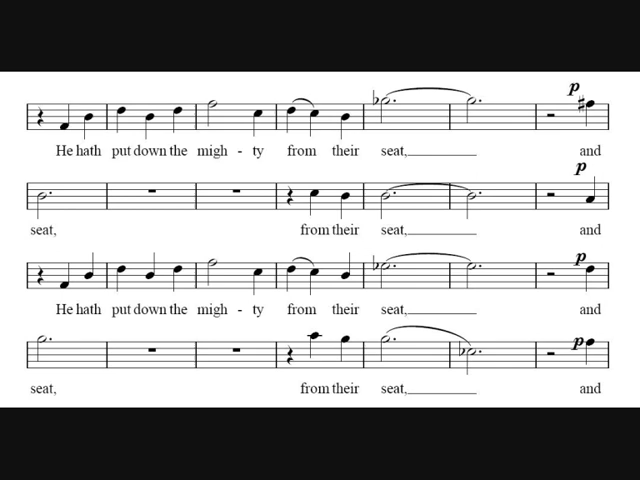 p
He hath put down the migh - ty from their seat, and
p
seat, from their seat, and
p
He hath put down the migh - ty from their seat, and
p
seat, from their seat, and